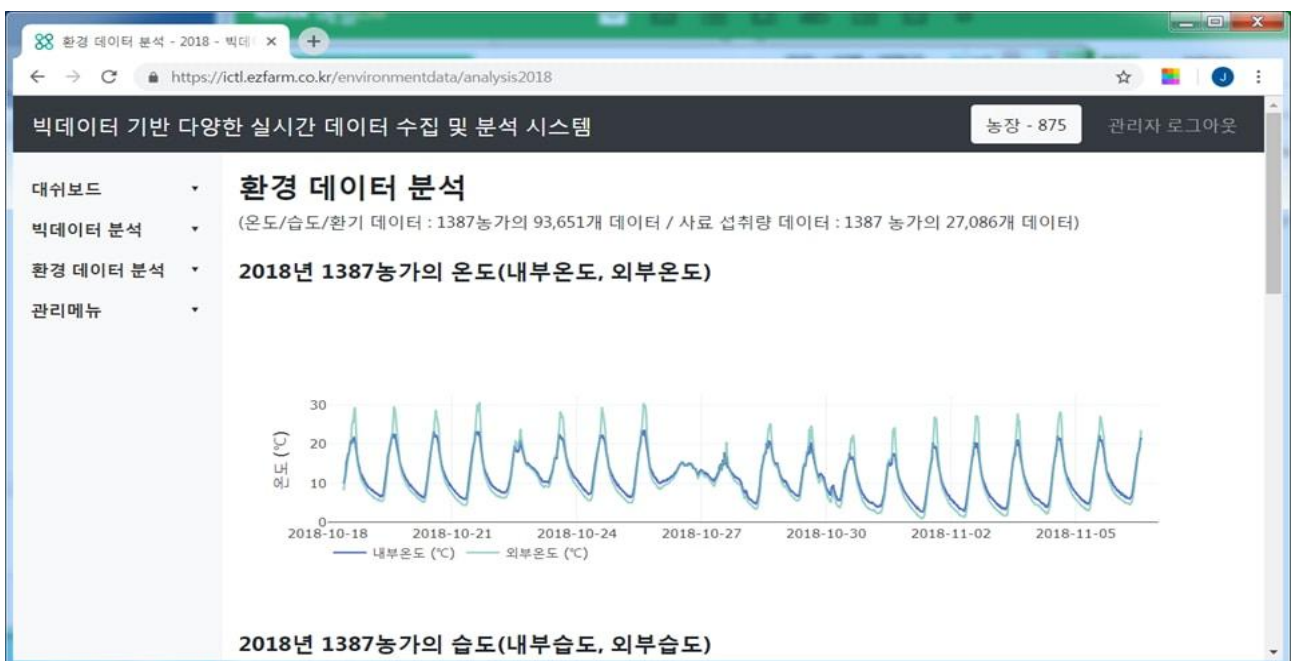 환경 데이터 분석 - 2018 - 빅데
https://ictl.ezfarm.co.kr/environmentdata/analysis2018
J
빅데이터 기반 다양한 실시간 데이터 수집 및 분석 시스템
농장 - 875
관리자 로그아웃
대쉬보드
빅데이터 분석
환경 데이터 분석
관리메뉴
환경 데이터 분석
(온도/습도/환기 데이터 : 1387농가의 93,651개 데이터 / 사료 섭취량 데이터 : 1387 농가의 27,086개 데이터)
2018년 1387농가의 온도(내부온도, 외부온도)
온도 (℃)
30
20
10
0
2018-10-18 2018-10-21 2018-10-24 2018-10-27 2018-10-30 2018-11-02 2018-11-05
내부온도 (℃) 외부온도 (℃)
2018년 1387농가의 습도(내부습도, 외부습도)